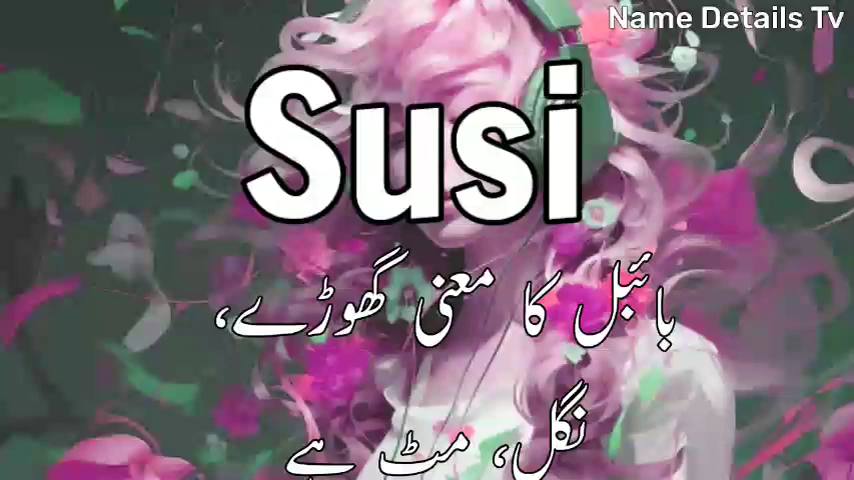 Name Details Tv
Susi
بائبل کا معنی گھوڑے،
نگل، مٹ ہے